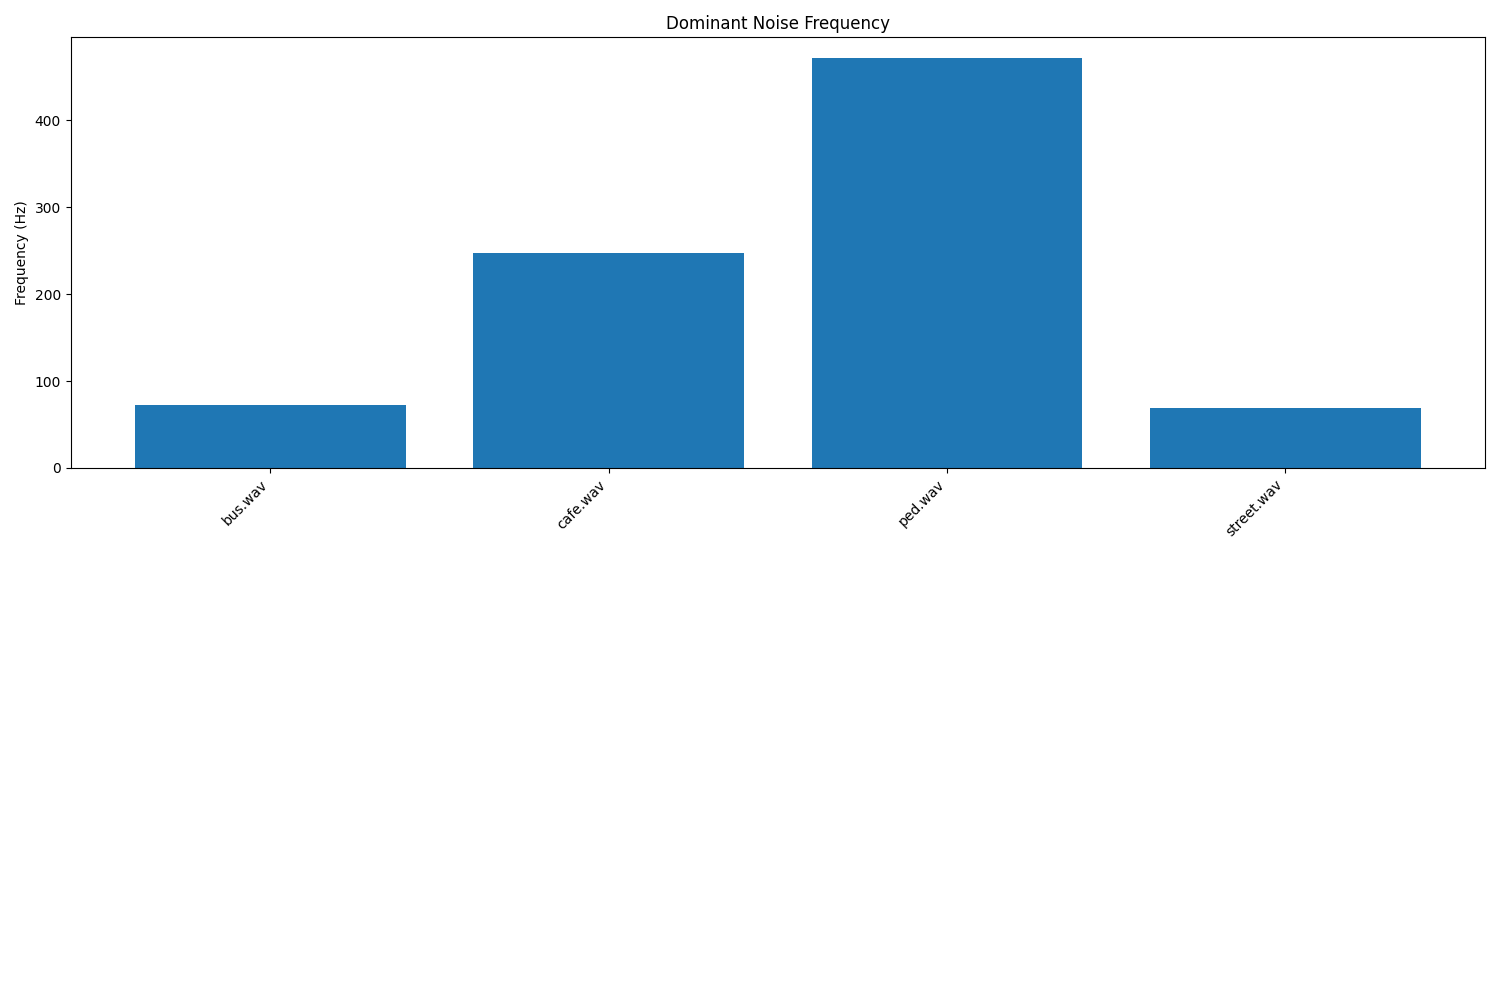 Dominant Noise Frequency
Frequency (Hz)
400
300
200
100
0
bus.wav
cafe.wav
ped.wav
street.wav